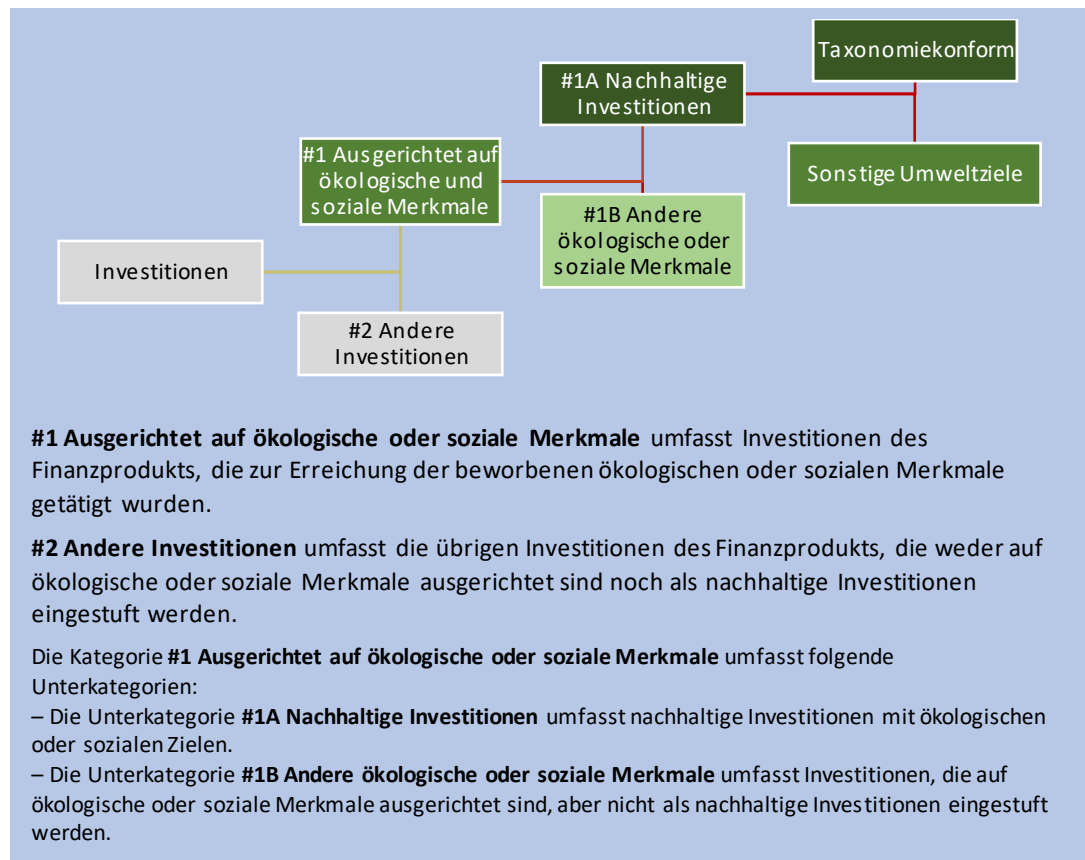 Taxonomiekonform
#1A Nachhaltige
Investitionen
#1 Ausgerichtet auf
ökologische und
soziale Merkmale
Sonstige Umweltziele
#1B Andere
ökologische oder
soziale Merkmale
Investitionen
#2 Andere
Investitionen
#1 Ausgerichtet auf ökologische oder soziale Merkmale umfasst Investitionen des
Finanzprodukts, die zur Erreichung der beworbenen ökologischen oder sozialen Merkmale
getätigt wurden.
#2 Andere Investitionen umfasst die übrigen Investitionen des Finanzprodukts, die weder auf
ökologische oder soziale Merkmale ausgerichtet sind noch als nachhaltige Investitionen
eingestuft werden.
Die Kategorie #1 Ausgerichtet auf ökologische oder soziale Merkmale umfasst folgende
Unterkategorien:
– Die Unterkategorie #1A Nachhaltige Investitionen umfasst nachhaltige Investitionen mit ökologischen
oder sozialen Zielen.
– Die Unterkategorie #1B Andere ökologische oder soziale Merkmale umfasst Investitionen, die auf
ökologische oder soziale Merkmale ausgerichtet sind, aber nicht als nachhaltige Investitionen eingestuft
werden.